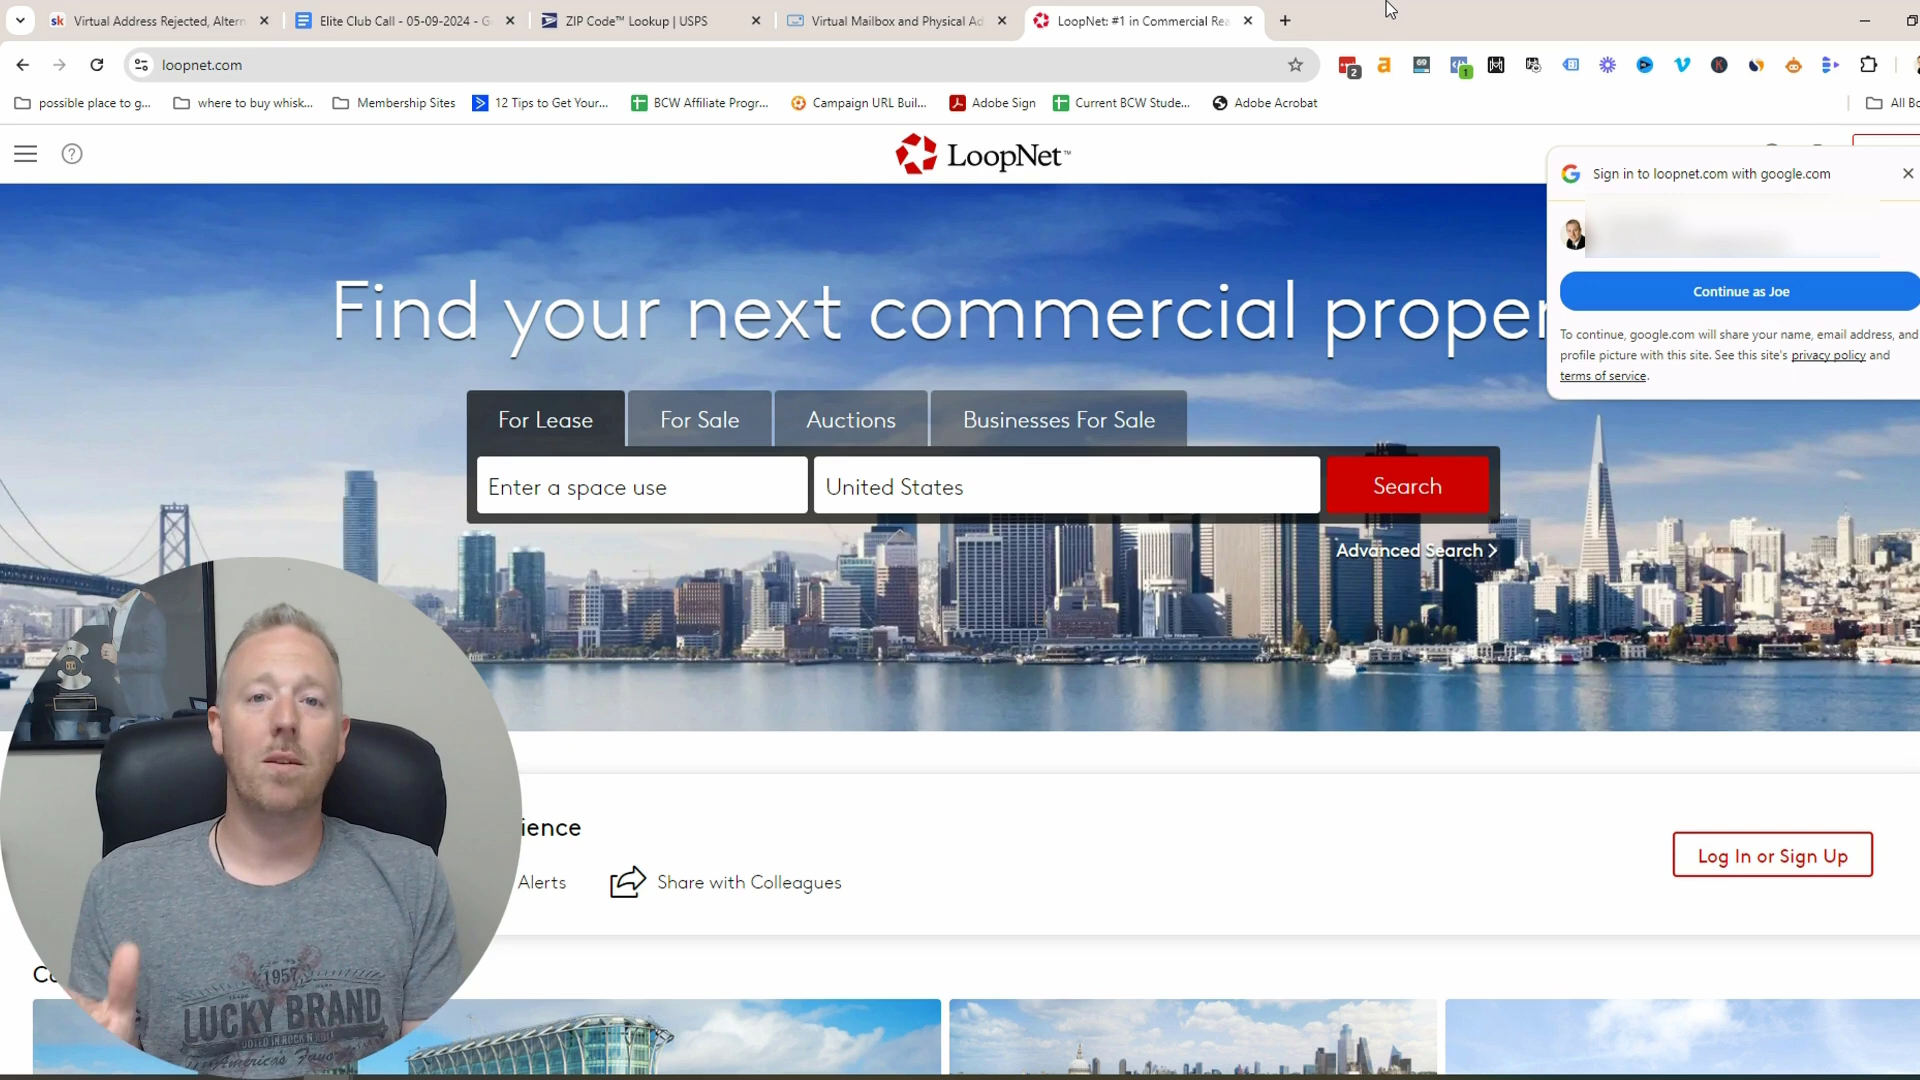 Virtual Address Rejected, Altern
Elite Club Call - 05-09-2024 - G
ZIP Code™ Lookup | USPS
Virtual Mailbox and Physical Ad
LoopNet: #1 in Commercial Rea
loopnet.com
possible place to g...
where to buy whisk...
Membership Sites
12 Tips to Get Your...
BCW Affiliate Progr...
Campaign URL Buil...
Adobe Sign
Current BCW Stude...
Adobe Acrobat
All Bo
LoopNet™
Sign in to loopnet.com with google.com
Continue as Joe
To continue, google.com will share your name, email address, and
profile picture with this site. See this site's privacy policy and
terms of service.
Find your next commercial proper
For Lease
For Sale
Auctions
Businesses For Sale
Enter a space use
United States
Search
Advanced Search >
ience
Alerts
Share with Colleagues
Log In or Sign Up
1957
LUCKY BRAND
America's Favo